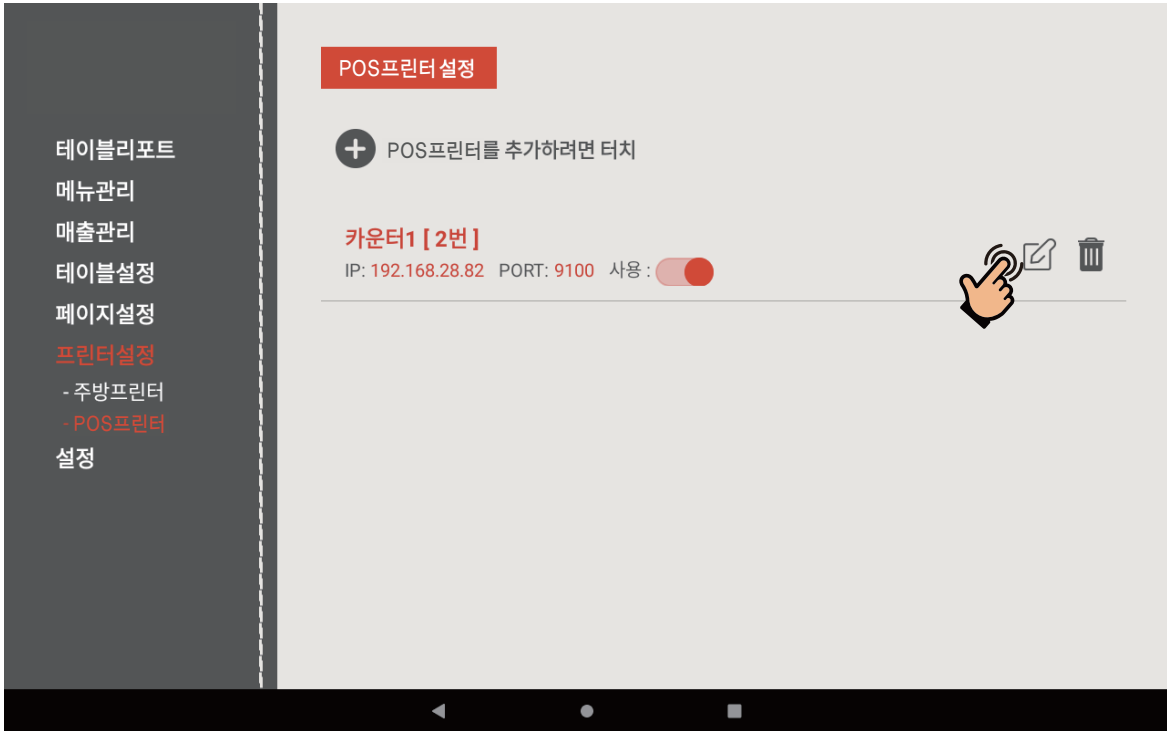 POS프린터 설정
POS프린터를 추가하려면 터치
테이블리포트
메뉴관리
매출관리
테이블설정
페이지설정
프린터설정
- 주방프린터
- POS프린터
설정
카운터1 [ 2번 ]
IP: 192.168.28.82 PORT: 9100 사용 :